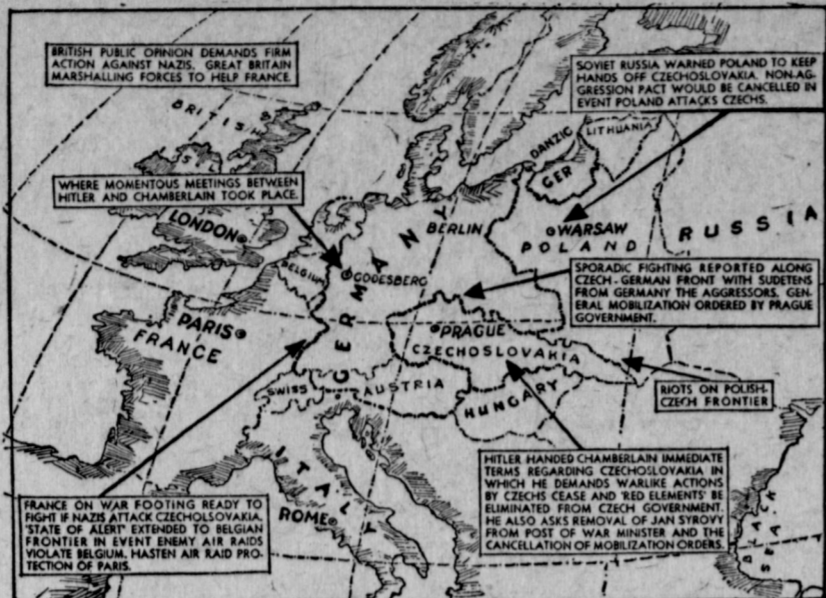 BRITISH PUBLIC OPINION DEMANDS FIRM
ACTION AGAINST NAZIS. GREAT BRITAIN
MARSHALLING FORCES TO HELP FRANCE.
SOVIET RUSSIA WARNED POLAND TO KEEP
HANDS OFF CZECHOSLOVAKIA. NON-AG-
GRESSION PACT WOULD BE CANCELLED IN
EVENT POLAND ATTACKS CZECHS.
BRITISH
DANZIG
LITHUANIA
GER
WHERE MOMENTOUS MEETINGS BETWEEN
HITLER AND CHAMBERLAIN TOOK PLACE.
LONDON
BERLIN
WARSAW
POLAND
RUSSIA
BELGIUM
GODESBERG
GERMANY
SPORADIC FIGHTING REPORTED ALONG
CZECH-GERMAN FRONT WITH SUDETENS
FROM GERMANY THE AGGRESSORS. GEN-
ERAL MOBILIZATION ORDERED BY PRAGUE
GOVERNMENT.
PARIS
FRANCE
PRAGUE
CZECHOSLOVAKIA
SWISS
AUSTRIA
HUNGARY
RIOTS ON POLISH-
CZECH FRONTIER
ITALY
ROME
HITLER HANDED CHAMBERLAIN IMMEDIATE
TERMS REGARDING CZECHOSLOVAKIA IN
WHICH HE DEMANDS WARLIKE ACTIONS
BY CZECHS CEASE AND 'RED ELEMENTS' BE
ELIMINATED FROM CZECH GOVERNMENT.
HE ALSO ASKS REMOVAL OF JAN SYROVY
FROM POST OF WAR MINISTER AND THE
CANCELLATION OF MOBILIZATION ORDERS.
FRANCE ON WAR FOOTING READY TO
FIGHT IF NAZIS ATTACK CZECHOLSOVAKIA.
'STATE OF ALERT' EXTENDED TO BELGIAN
FRONTIER IN EVENT ENEMY AIR RAIDS
VIOLATE BELGIUM. HASTEN AIR RAID PRO-
TECTION OF PARIS.
BLACK
SEA